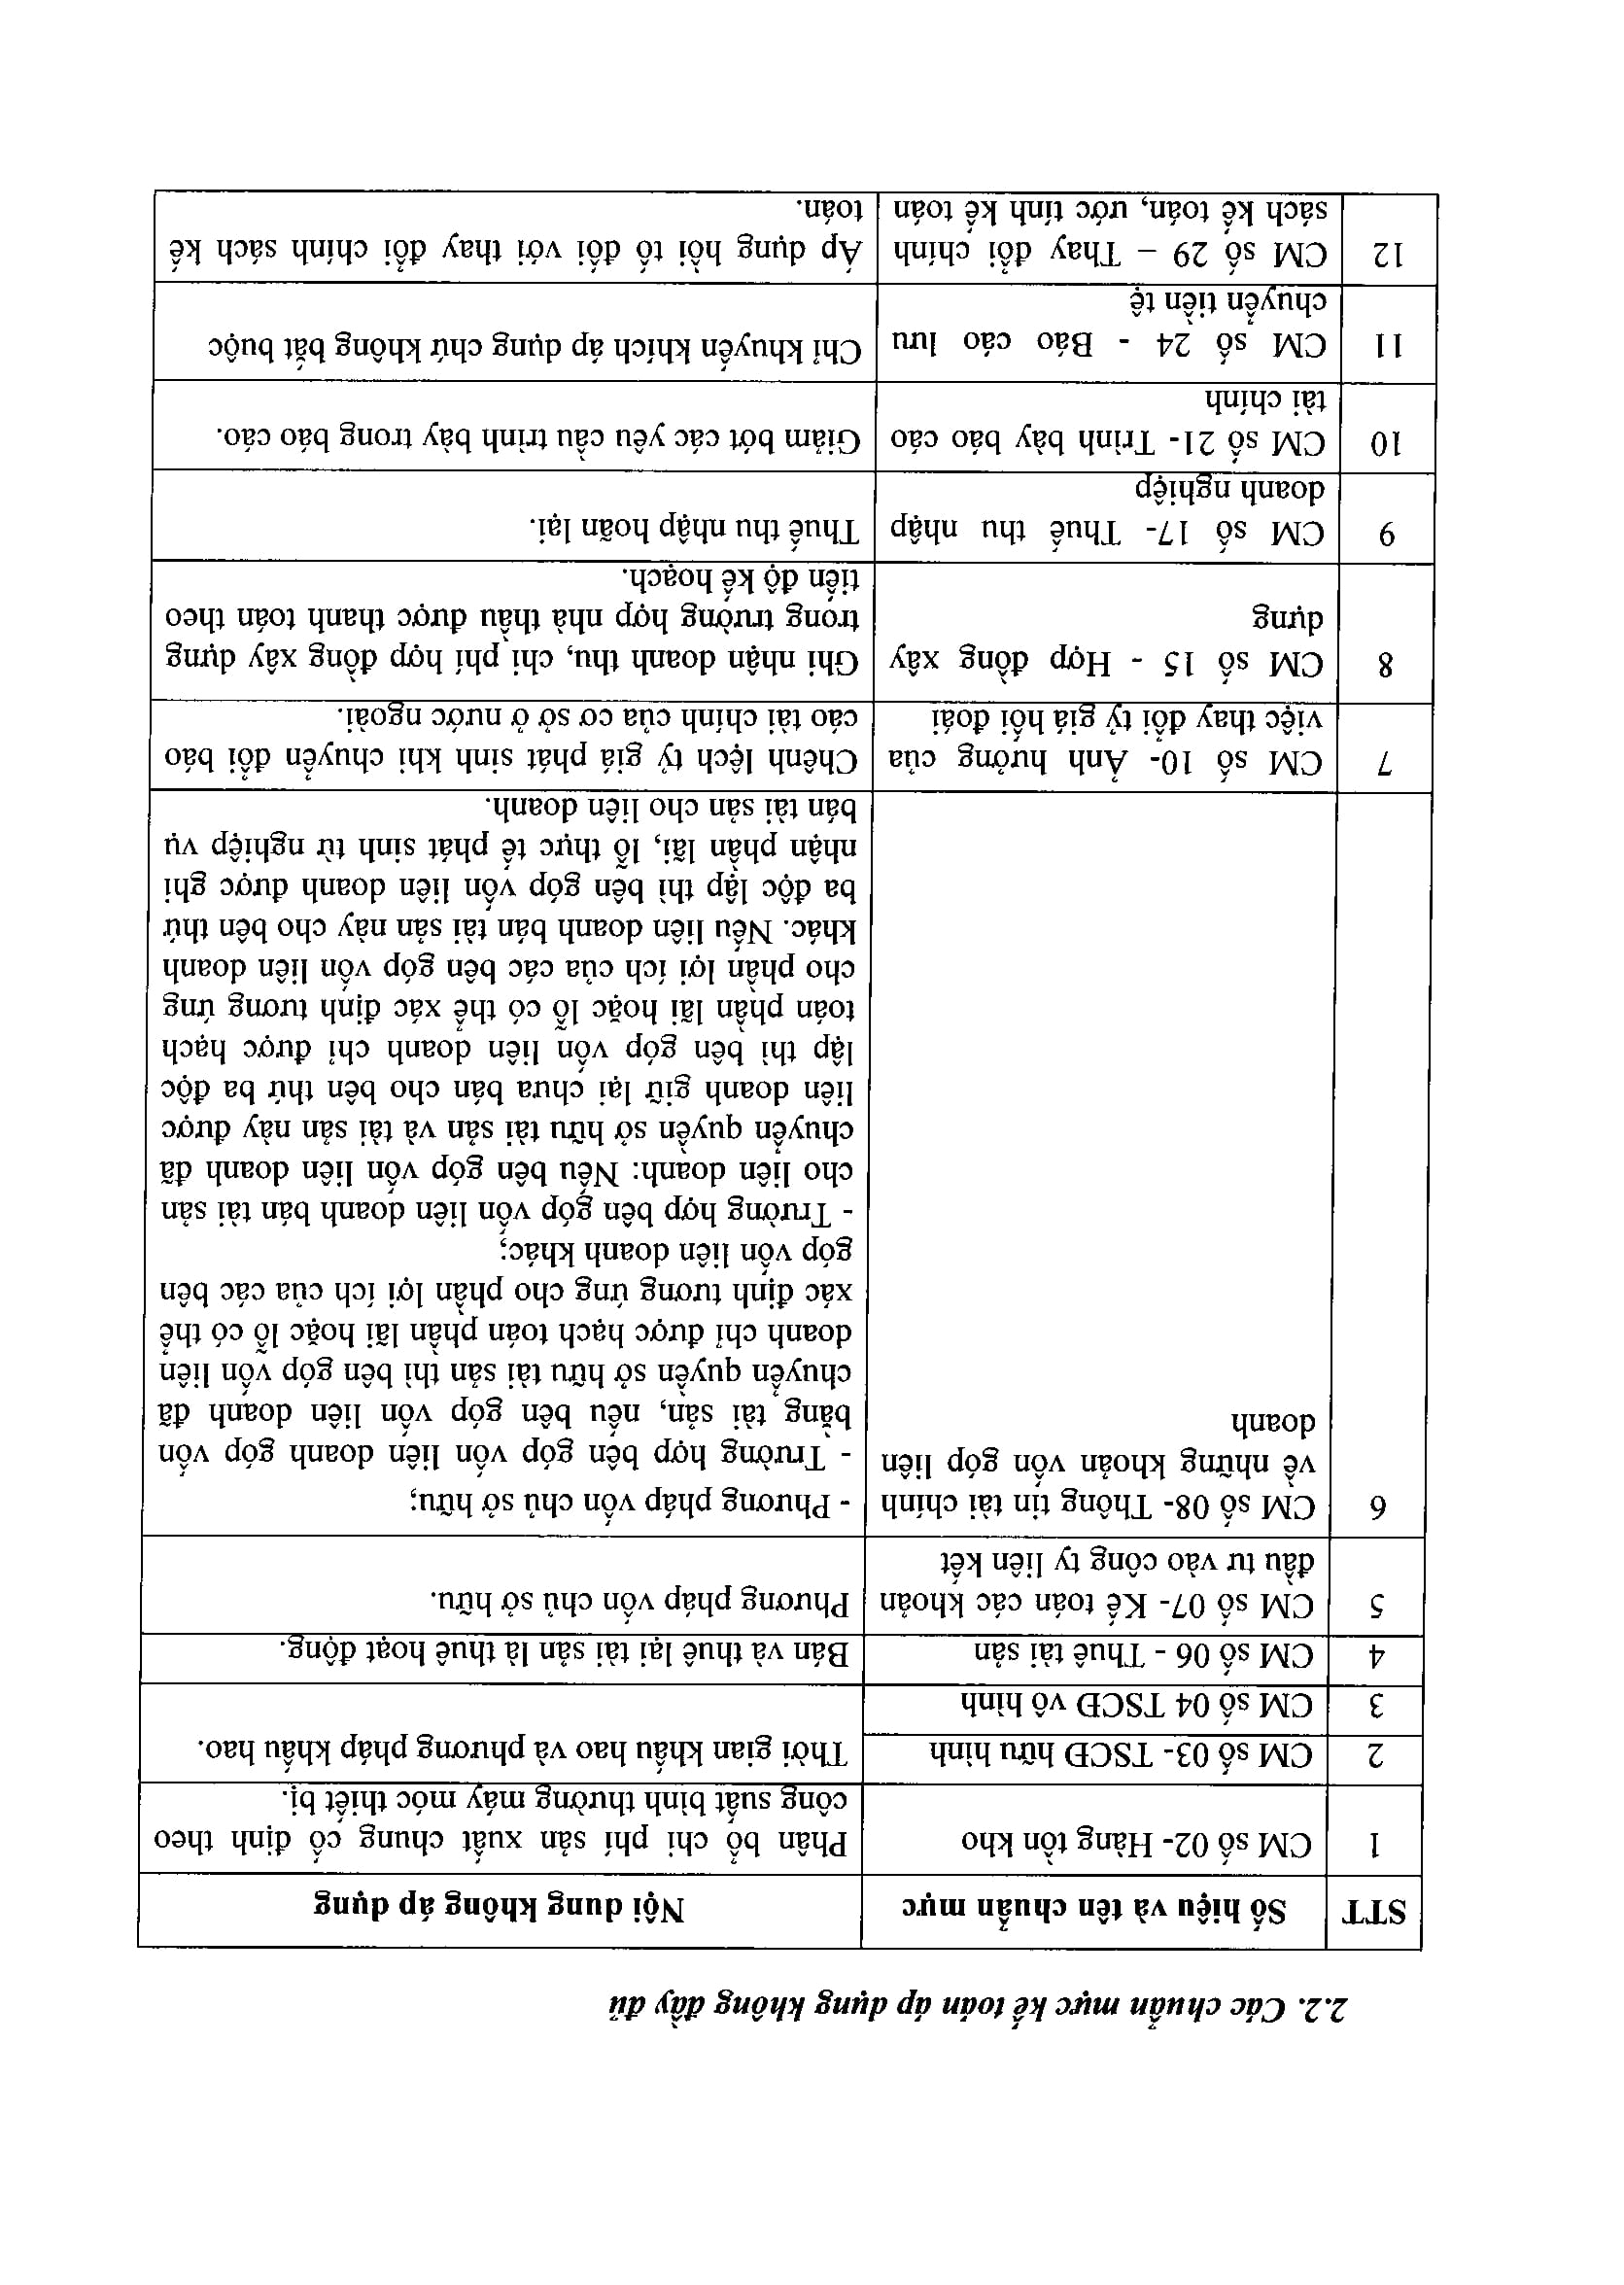 2.2. Các chuẩn mực kế toán áp dụng không đầy đủ
STT
Số hiệu và tên chuẩn mực
Nội dung không áp dụng
1
CM số 02- Hàng tồn kho
Phân bổ chi phí sản xuất chung cố định theo
công suất bình thường máy móc thiết bị.
2
CM số 03- TSCĐ hữu hình
Thời gian khấu hao và phương pháp khấu hao.
3
CM số 04 TSCĐ vô hình
4
CM số 06 - Thuê tài sản
Bán và thuê lại tài sản là thuê hoạt động.
5
CM số 07- Kế toán các khoản
đầu tư vào công ty liên kết
Phương pháp vốn chủ sở hữu.
6
CM số 08- Thông tin tài chính
về những khoản vốn góp liên
doanh
- Phương pháp vốn chủ sở hữu;
- Trường hợp bên góp vốn liên doanh góp vốn
bằng tài sản, nếu bên góp vốn liên doanh đã
chuyển quyền sở hữu tài sản thì bên góp vốn liên
doanh chỉ được hạch toán phần lãi hoặc lỗ có thể
xác định tương ứng cho phần lợi ích của các bên
góp vốn liên doanh khác;
- Trường hợp bên góp vốn liên doanh bán tài sản
cho liên doanh: Nếu bên góp vốn liên doanh đã
chuyển quyền sở hữu tài sản và tài sản này được
liên doanh giữ lại chưa bán cho bên thứ ba độc
lập thì bên góp vốn liên doanh chỉ được hạch
toán phần lãi hoặc lỗ có thể xác định tương ứng
cho phần lợi ích của các bên góp vốn liên doanh
khác. Nếu liên doanh bán tài sản này cho bên thứ
ba độc lập thì bên góp vốn liên doanh được ghi
nhận phần lãi, lỗ thực tế phát sinh từ nghiệp vụ
bán tài sản cho liên doanh.
7
CM số 10- Ảnh hưởng của
việc thay đổi tỷ giá hối đoái
Chênh lệch tỷ giá phát sinh khi chuyển đổi báo
cáo tài chính của cơ sở ở nước ngoài.
8
CM số 15 - Hợp đồng xây
dựng
Ghi nhận doanh thu, chi phí hợp đồng xây dựng
trong trường hợp nhà thầu được thanh toán theo
tiến độ kế hoạch.
9
CM số 17- Thuế thu nhập
doanh nghiệp
Thuế thu nhập hoãn lại.
10
CM số 21- Trình bày báo cáo
tài chính
Giảm bớt các yêu cầu trình bày trong báo cáo.
11
CM số 24 - Báo cáo lưu
chuyển tiền tệ
Chỉ khuyến khích áp dụng chứ không bắt buộc
12
CM số 29 – Thay đổi chính
sách kế toán, ước tính kế toán
Áp dụng hồi tố đối với thay đổi chính sách kế
toán.